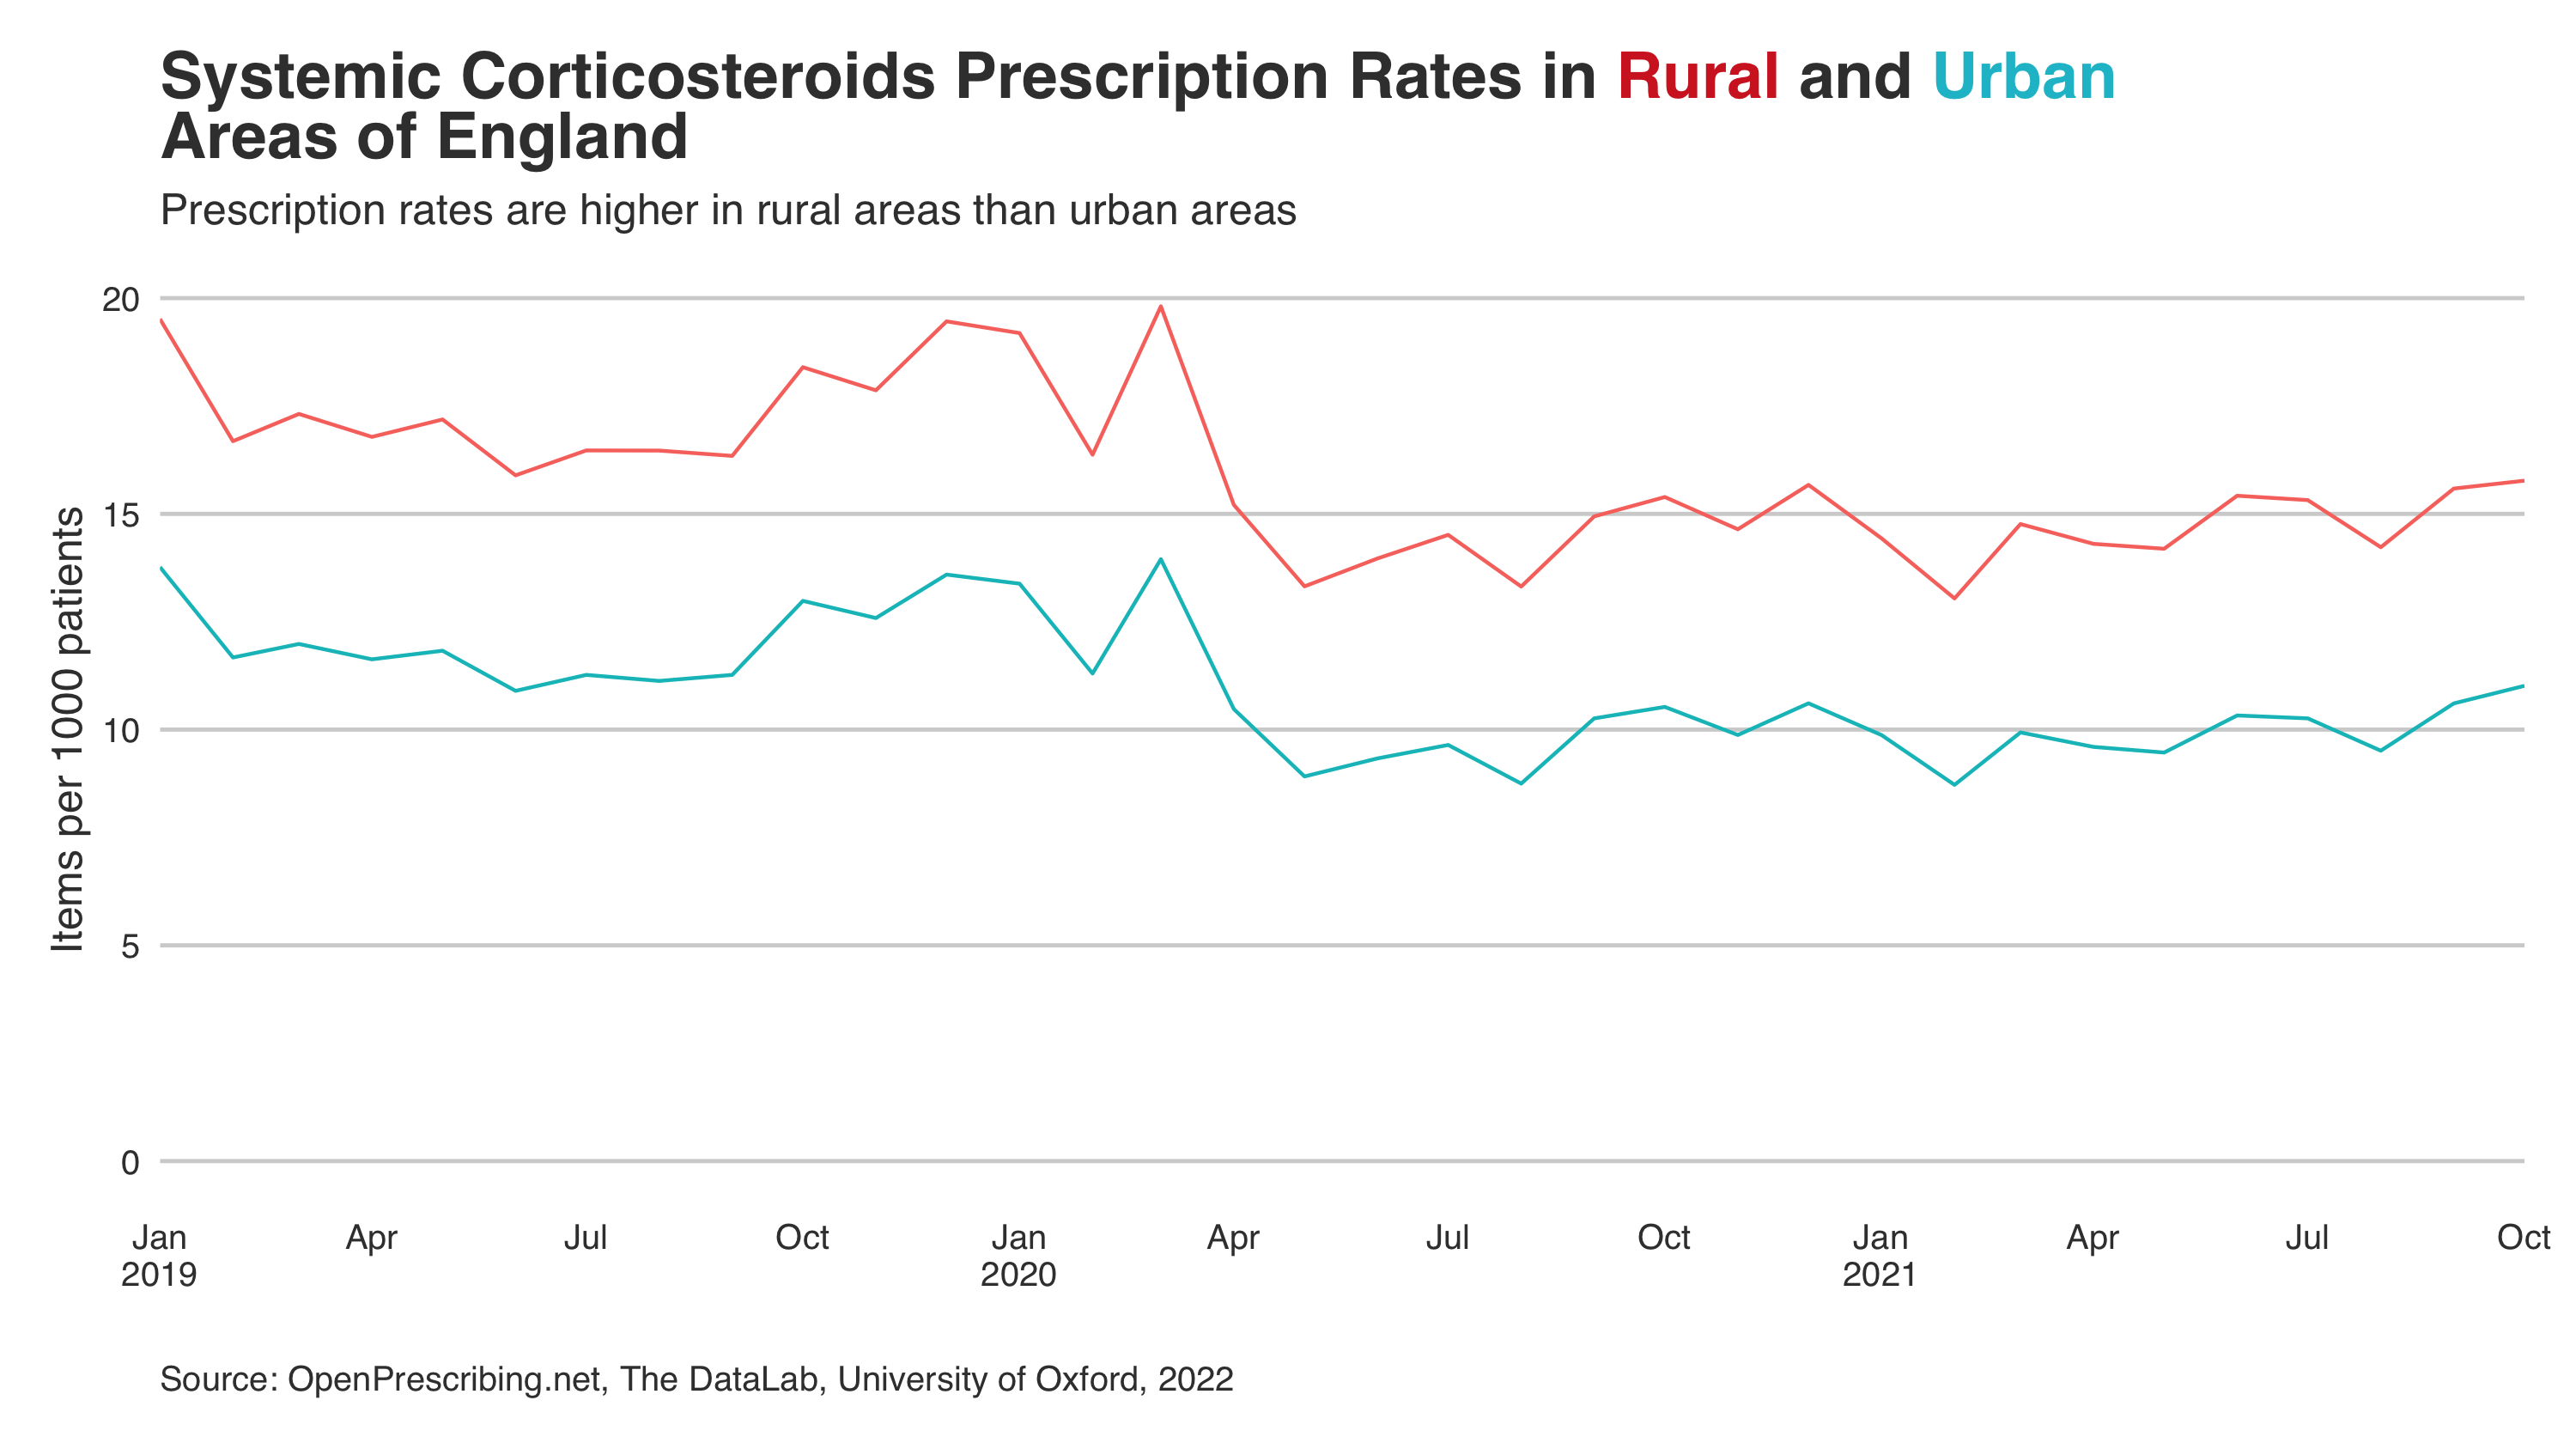 Systemic Corticosteroids Prescription Rates in Rural and Urban
Areas of England
Prescription rates are higher in rural areas than urban areas
Items per 1000 patients
20
15
10
5
0
Jan Apr Jul Oct Jan Apr Jul Oct Jan Apr Jul Oct
2019 2020 2021
Source: OpenPrescribing.net, The DataLab, University of Oxford, 2022